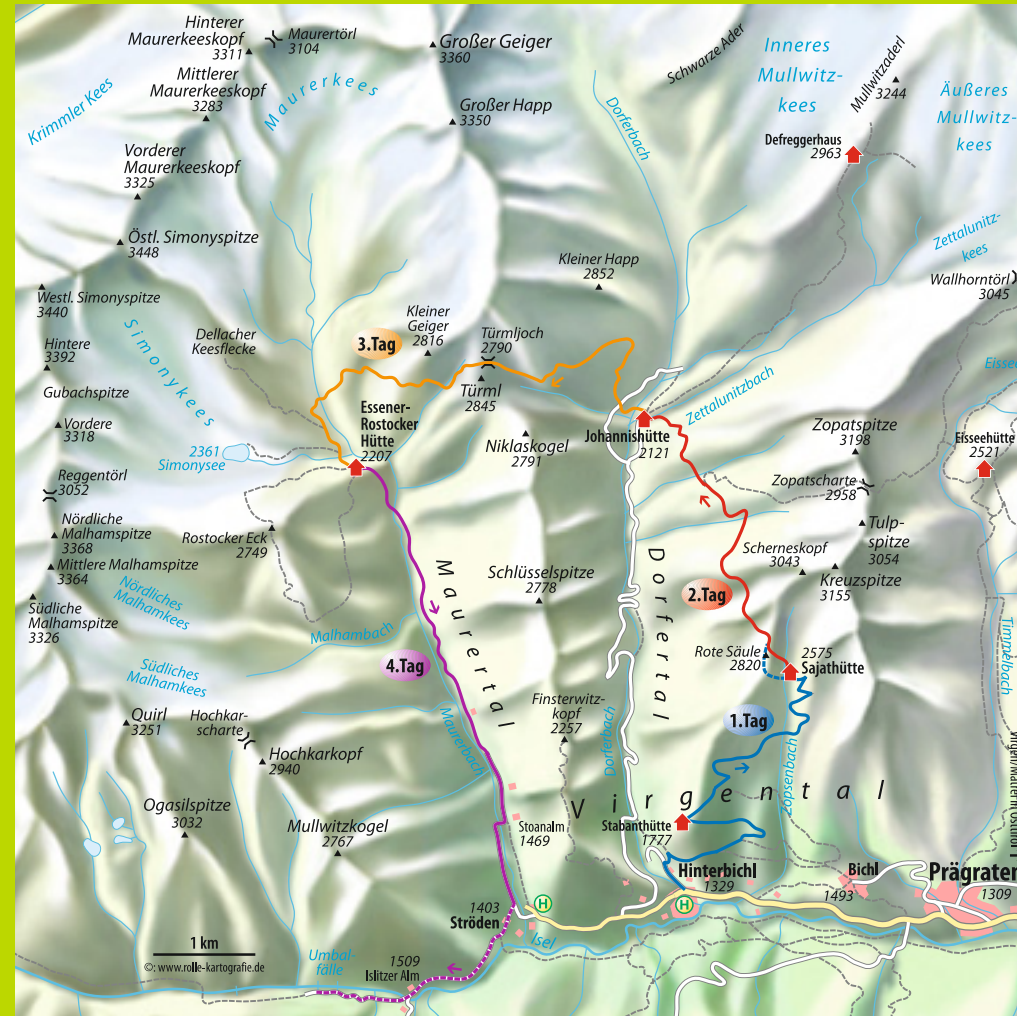 Hinterer
Maurerkeeskopf
3311
Maurertörl
3104
Großer Geiger
3360
Schwarze Ader
Inneres
Mullwitz-
kees
Mullwitzaderl
3244
Äußeres
Mullwitz-
kees
Krimmler Kees
Mittlerer
Maurerkeeskopf
3283
Maurerkees
Großer Happ
3350
Dorferbach
Defreggerhaus
2963
Vorderer
Maurerkeeskopf
3325
Östl. Simonyspitze
3448
Zettalunitz-
kees
Wallhorntörl
3045
Westl. Simonyspitze
3440
Kleiner Happ
2852
Simonykees
Dellacher
Keesflecke
3.Tag
Kleiner
Geiger
2816
Türmljoch
2790
Türml
2845
Hintere
3392
Gubachspitze
Vordere
3318
Essener-
Rostocker
Hütte
2207
Niklaskogel
2791
Johannishütte
2121
Zettalunitzbach
Zopatspitze
3198
Eisseehütte
2521
2361
Simonysee
Reggentörl
3052
Zopatscharte
2958
Nördliche
Malhamspitze
3368
Mittlere Malhamspitze
3364
Rostocker Eck
2749
Tulp-
spitze
3054
Scherneskopf
3043
Kreuzspitze
3155
Maurertal
Dorfertal
Schlüsselspitze
2778
2.Tag
Südliche
Malhamspitze
3326
Nördliches
Malhamkees
Malhambach
Timmelbach
Südliches
Malhamkees
4.Tag
Rote Säule
2820
2575
Sajathütte
Quirl
3251
Hochkar-
scharte
Hochkarkopf
2940
Maurerbach
Finsterwitz-
kopf
2257
Dorferbach
1.Tag
Zopsenbach
Virgental
Ogasilspitze
3032
Mullwitzkogel
2767
Stoanalm
1469
Stabanthütte
1777
Hinterbichl
1329
Bichl
1493
Prägraten
1309
1403
Ströden
H
H
Isel
1 km
©: www.rolle-kartografie.de
Umbal-
fälle
1509
Islitzer Alm